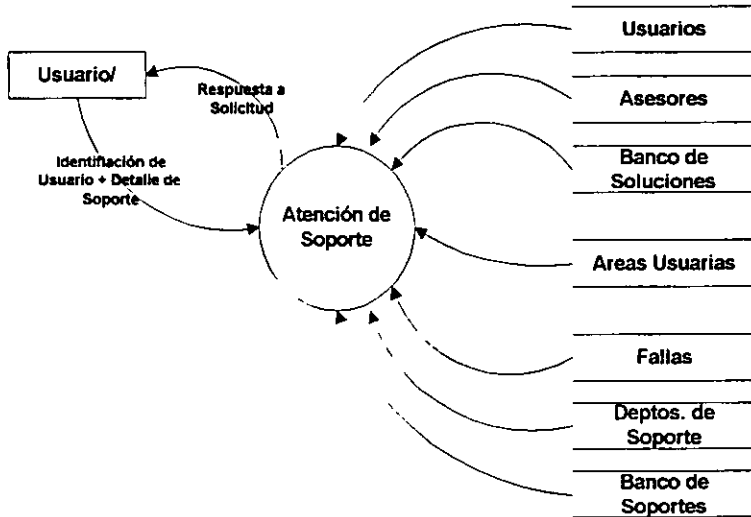 Usuario/
Respuesta a
Solicitud
Identifiación de
Usuario + Detalle de
Soporte
Atención de
Soporte
Usuarios
Asesores
Banco de
Soluciones
Areas Usuarias
Fallas
Deptos. de
Soporte
Banco de
Soportes